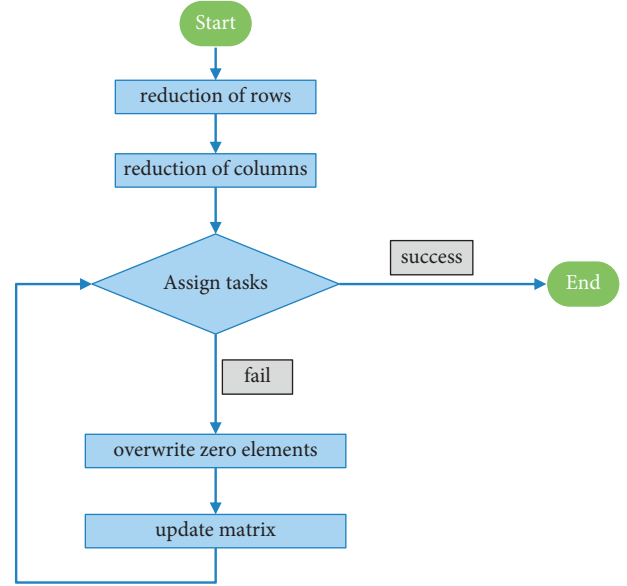 Start
reduction of rows
reduction of columns
Assign tasks
success
End
fail
overwrite zero elements
update matrix